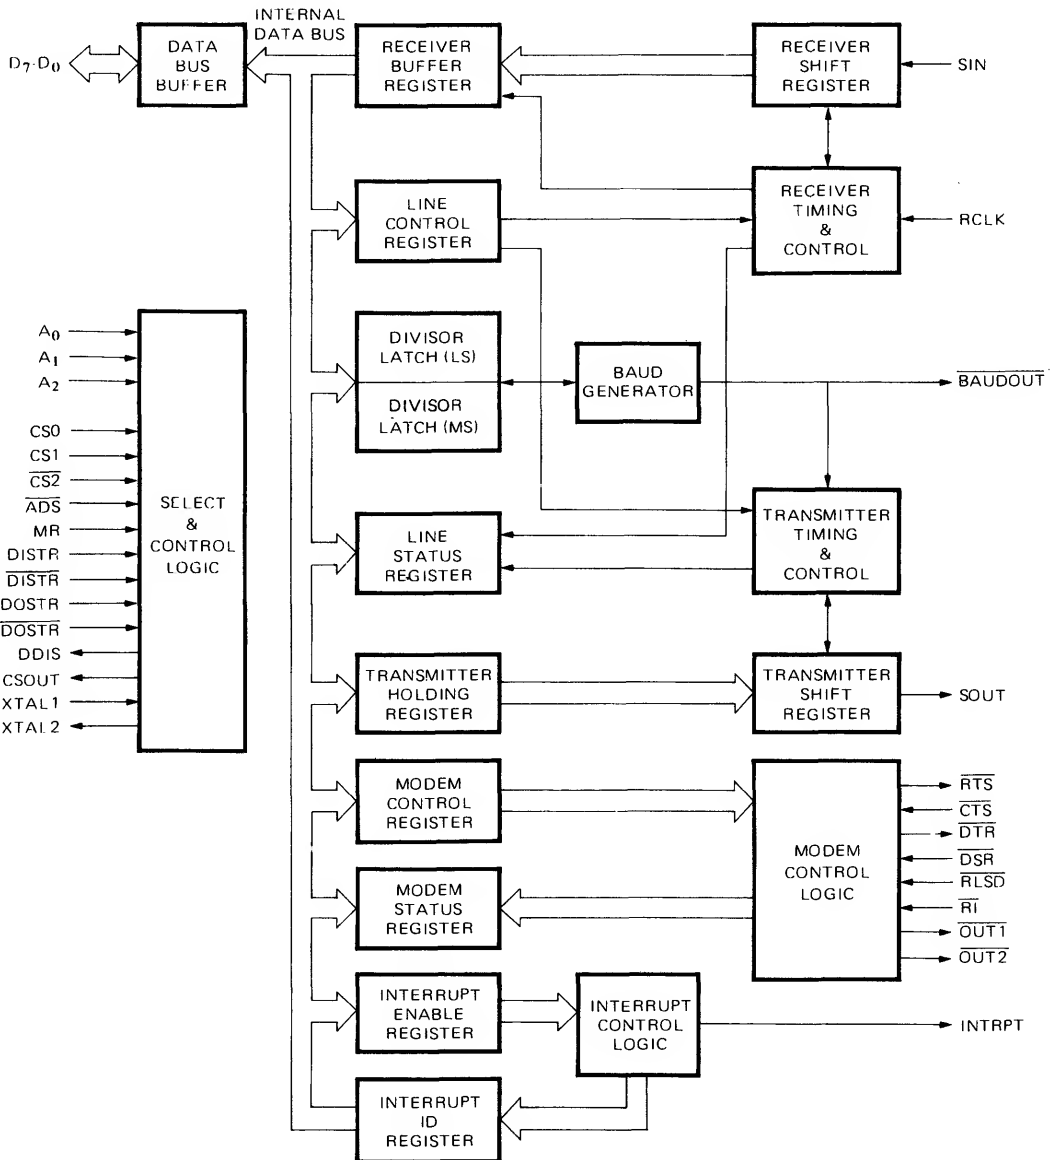 INTERNAL
DATA BUS
D7-D0
DATA
BUS
BUFFER
RECEIVER
BUFFER
REGISTER
RECEIVER
SHIFT
REGISTER
SIN
LINE
CONTROL
REGISTER
RECEIVER
TIMING
&
CONTROL
RCLK
A0
A1
A2
CS0
CS1
CS2
ADS
MR
DISTR
DISTR
DOSTR
DOSTR
DDIS
CSOUT
XTAL1
XTAL2
SELECT
&
CONTROL
LOGIC
DIVISOR
LATCH (LS)
DIVISOR
LATCH (MS)
BAUD
GENERATOR
BAUDOUT
LINE
STATUS
REGISTER
TRANSMITTER
TIMING
&
CONTROL
TRANSMITTER
HOLDING
REGISTER
TRANSMITTER
SHIFT
REGISTER
SOUT
MODEM
CONTROL
REGISTER
MODEM
STATUS
REGISTER
MODEM
CONTROL
LOGIC
RTS
CTS
DTR
DSR
RLSD
RI
OUT1
OUT2
INTERRUPT
ENABLE
REGISTER
INTERRUPT
CONTROL
LOGIC
INTRPT
INTERRUPT
ID
REGISTER